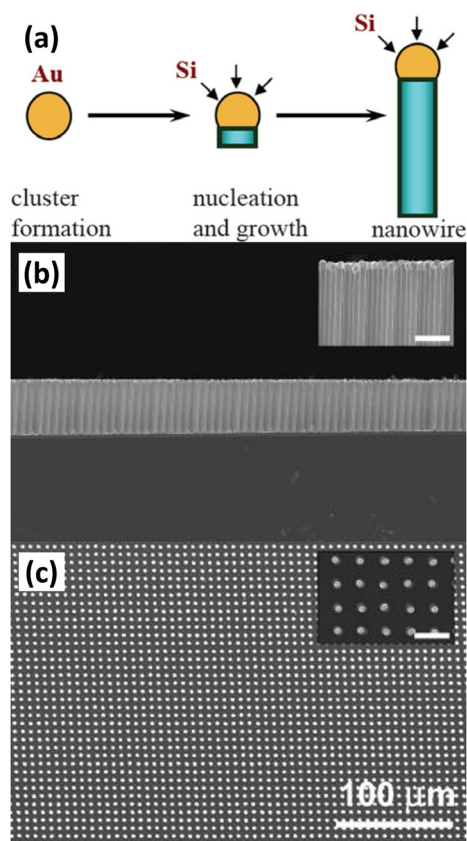 (a)
Au
Si
Si
cluster
formation
nucleation
and growth
nanowire
(b)
(c)
100 μm